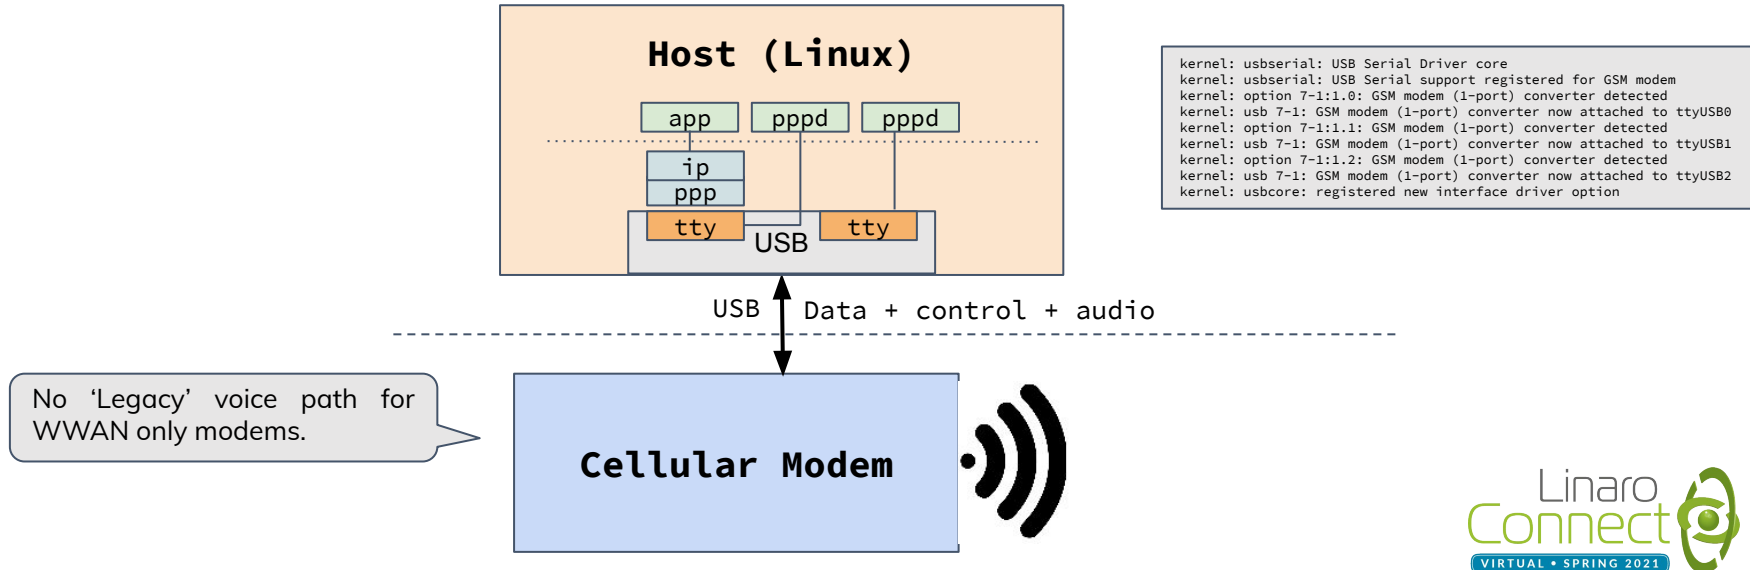 Host (Linux)
app
pppd
pppd
ip
ppp
tty
tty
USB
kernel: usbserial: USB Serial Driver core
kernel: usbserial: USB Serial support registered for GSM modem
kernel: option 7-1:1.0: GSM modem (1-port) converter detected
kernel: usb 7-1: GSM modem (1-port) converter now attached to ttyUSB0
kernel: option 7-1:1.1: GSM modem (1-port) converter detected
kernel: usb 7-1: GSM modem (1-port) converter now attached to ttyUSB1
kernel: option 7-1:1.2: GSM modem (1-port) converter detected
kernel: usb 7-1: GSM modem (1-port) converter now attached to ttyUSB2
kernel: usbcore: registered new interface driver option
USB
Data + control + audio
No ‘Legacy’ voice path for
WWAN only modems.
Cellular Modem
Linaro
Connect
VIRTUAL • SPRING 2021